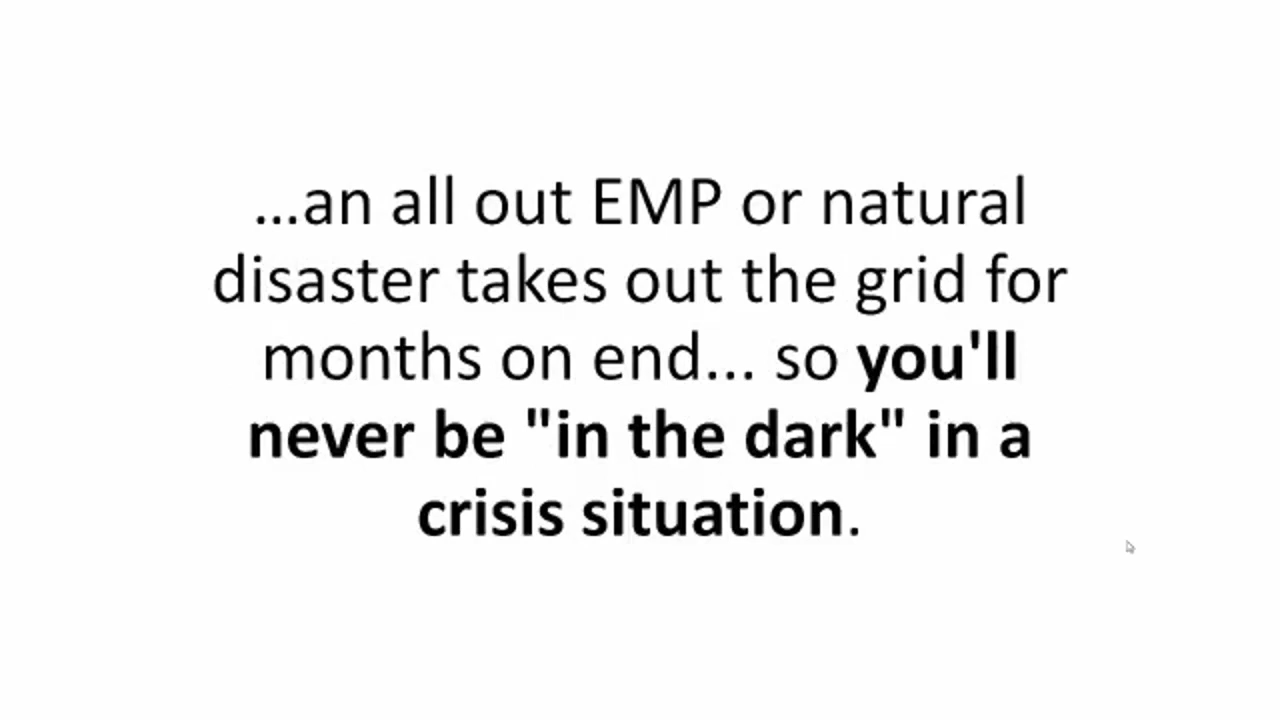 ...an all out EMP or natural
disaster takes out the grid for
months on end... so you'll
never be "in the dark" in a
crisis situation.